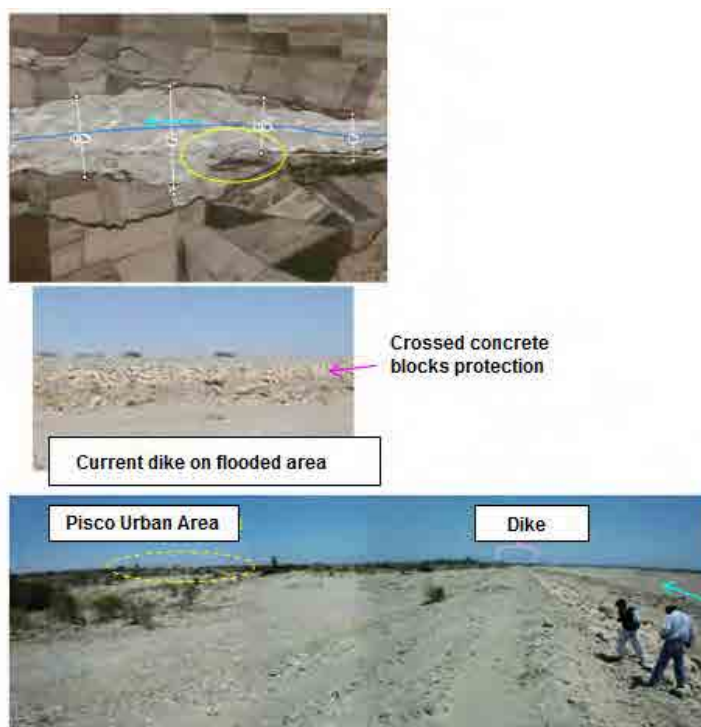 Crossed concrete
blocks protection
Current dike on flooded area
Pisco Urban Area
Dike